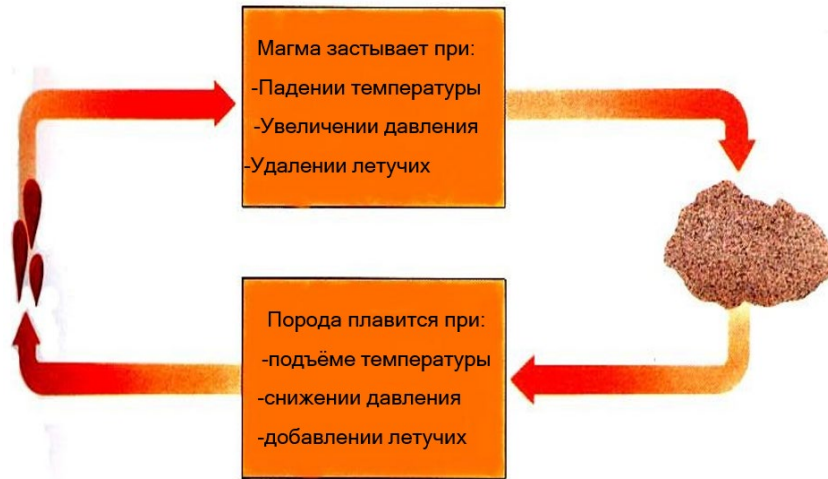 Магма застывает при:
-Падении температуры
-Увеличении давления
-Удалении летучих
Порода плавится при:
-подъёме температуры
-снижении давления
-добавлении летучих